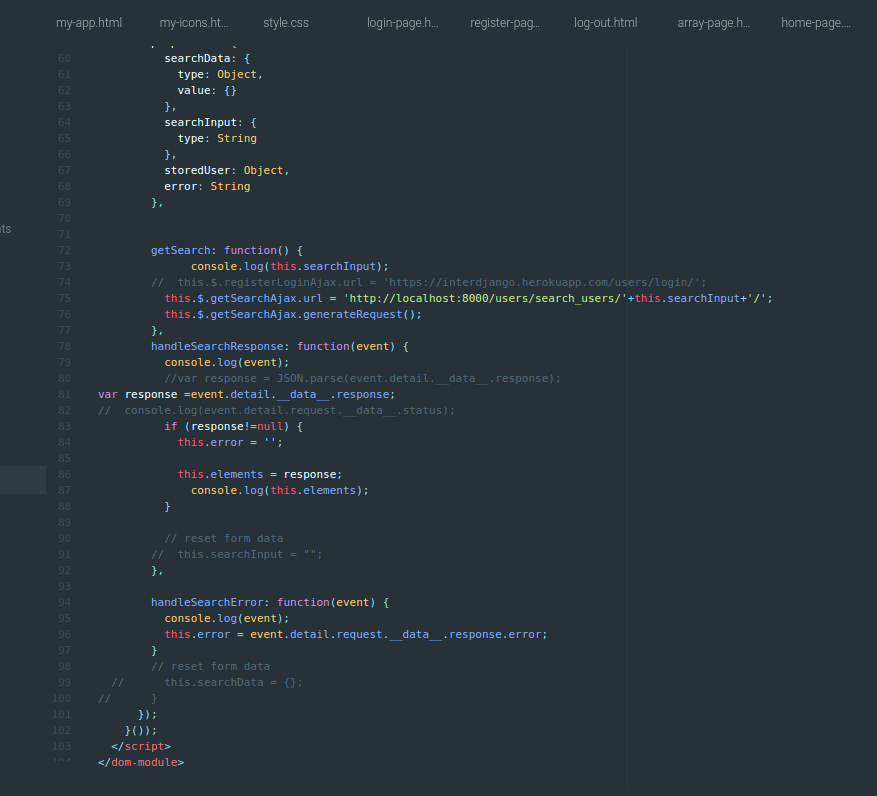 my-app.html my-icons.ht... style.css login-page.h... register-pag... log-out.html array-page.h... home-page....
nts
60 searchData: {
61 type: Object,
62 value: {}
63 },
64 searchInput: {
65 type: String
66 },
67 storedUser: Object,
68 error: String
69 },
70
71
72 getSearch: function() {
73 console.log(this.searchInput);
74 // this.$.registerLoginAjax.url = 'https://interdjango.herokuapp.com/users/login/';
75 this.$.getSearchAjax.url = 'http://localhost:8000/users/search_users/'+this.searchInput+'/';
76 this.$.getSearchAjax.generateRequest();
77 },
78 handleSearchResponse: function(event) {
79 console.log(event);
80 //var response = JSON.parse(event.detail.__data__.response);
81 var response =event.detail.__data__.response;
82 // console.log(event.detail.request.__data__.status);
83 if (response!=null) {
84 this.error = '';
85
86 this.elements = response;
87 console.log(this.elements);
88 }
89
90 // reset form data
91 // this.searchInput = "";
92 },
93
94 handleSearchError: function(event) {
95 console.log(event);
96 this.error = event.detail.request.__data__.response.error;
97 }
98 // reset form data
99 // this.searchData = {};
100 // }
101 });
102 }());
103 </script>
</dom-module>